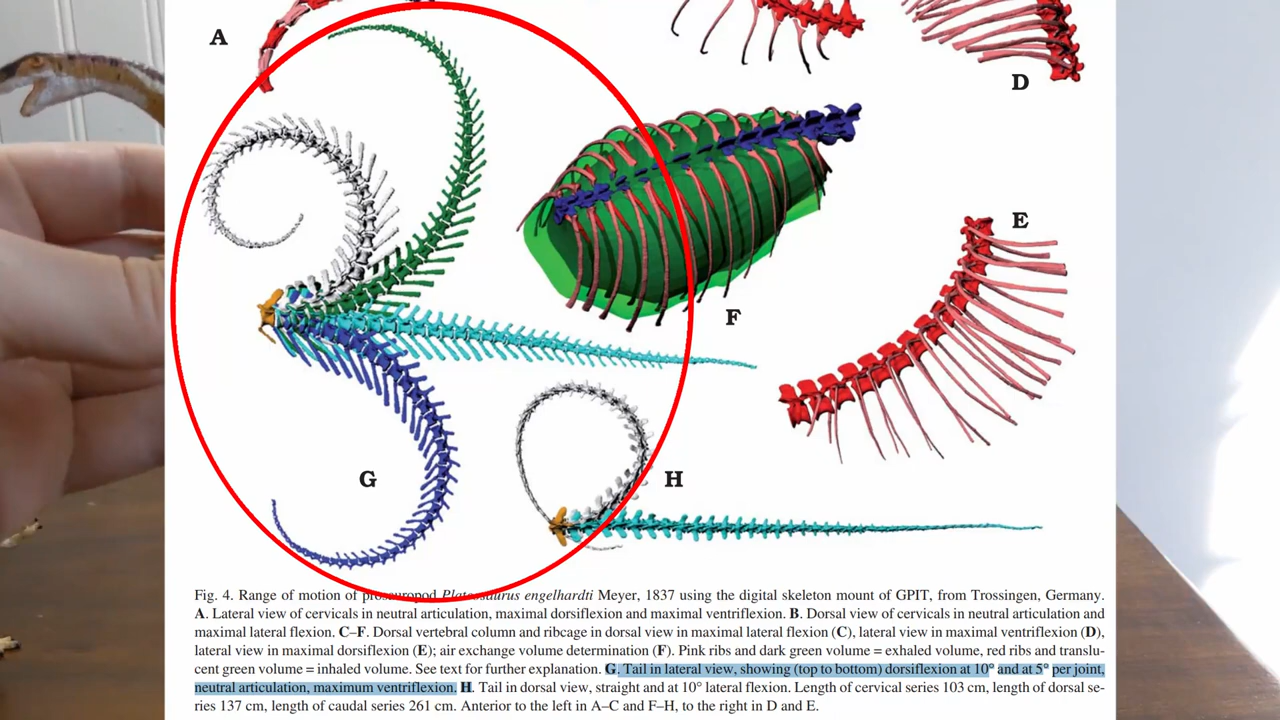 A
D
E
F
G
H
Fig. 4. Range of motion of prosauropod Plateosaurus engelhardti Meyer, 1837 using the digital skeleton mount of GPIT, from Trossingen, Germany.
A. Lateral view of cervicals in neutral articulation, maximal dorsiflexion and maximal ventriflexion. B. Dorsal view of cervicals in neutral articulation and
maximal lateral flexion. C–F. Dorsal vertebral column and ribcage in dorsal view in maximal lateral flexion (C), lateral view in maximal ventriflexion (D),
lateral view in maximal dorsiflexion (E); air exchange volume determination (F). Pink ribs and dark green volume = exhaled volume, red ribs and translu-
cent green volume = inhaled volume. See text for further explanation. G. Tail in lateral view, showing (top to bottom) dorsiflexion at 10° and at 5° per joint,
neutral articulation, maximum ventriflexion. H. Tail in dorsal view, straight and at 10° lateral flexion. Length of cervical series 103 cm, length of dorsal se-
ries 137 cm, length of caudal series 261 cm. Anterior to the left in A–C and F–H, to the right in D and E.